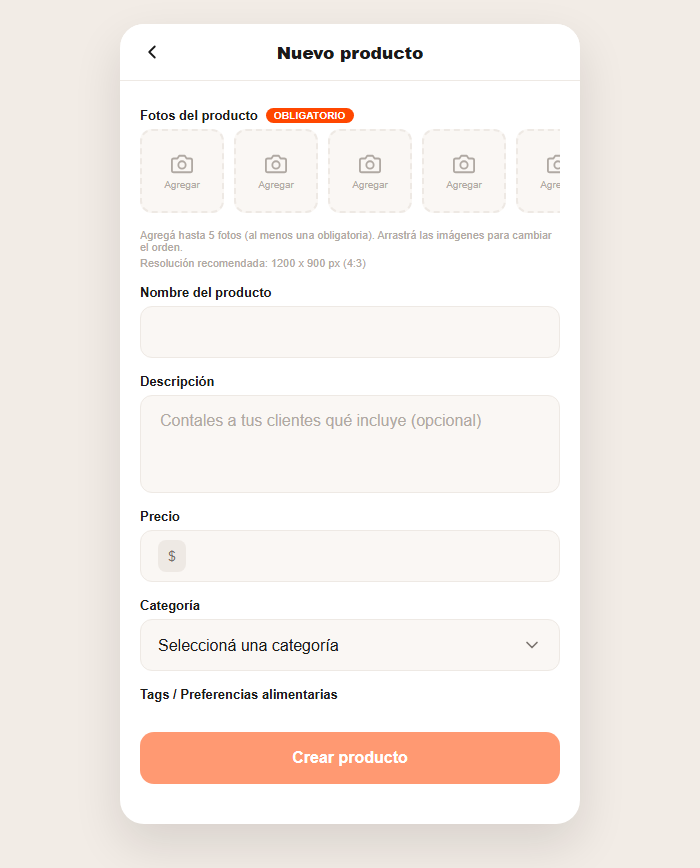 Nuevo producto
Fotos del producto OBLIGATORIO
Agregar Agregar Agregar Agregar Agre
Agregá hasta 5 fotos (al menos una obligatoria). Arrastrá las imágenes para cambiar
el orden.
Resolución recomendada: 1200 x 900 px (4:3)
Nombre del producto
Descripción
Contales a tus clientes qué incluye (opcional)
Precio
$
Categoría
Seleccioná una categoría
Tags / Preferencias alimentarias
Crear producto